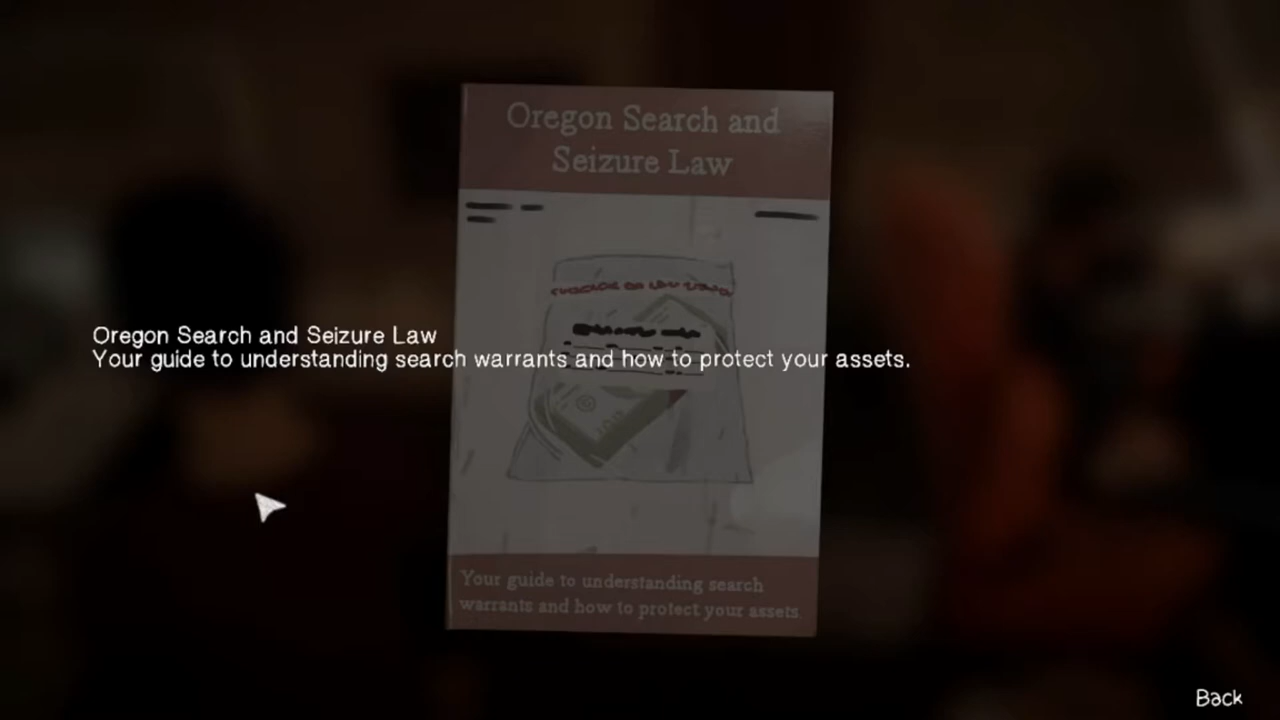 Oregon Search and
Seizure Law
Oregon Search and Seizure Law
Your guide to understanding search warrants and how to protect your assets.
Your guide to understanding search
warrants and how to protect your assets.
Back